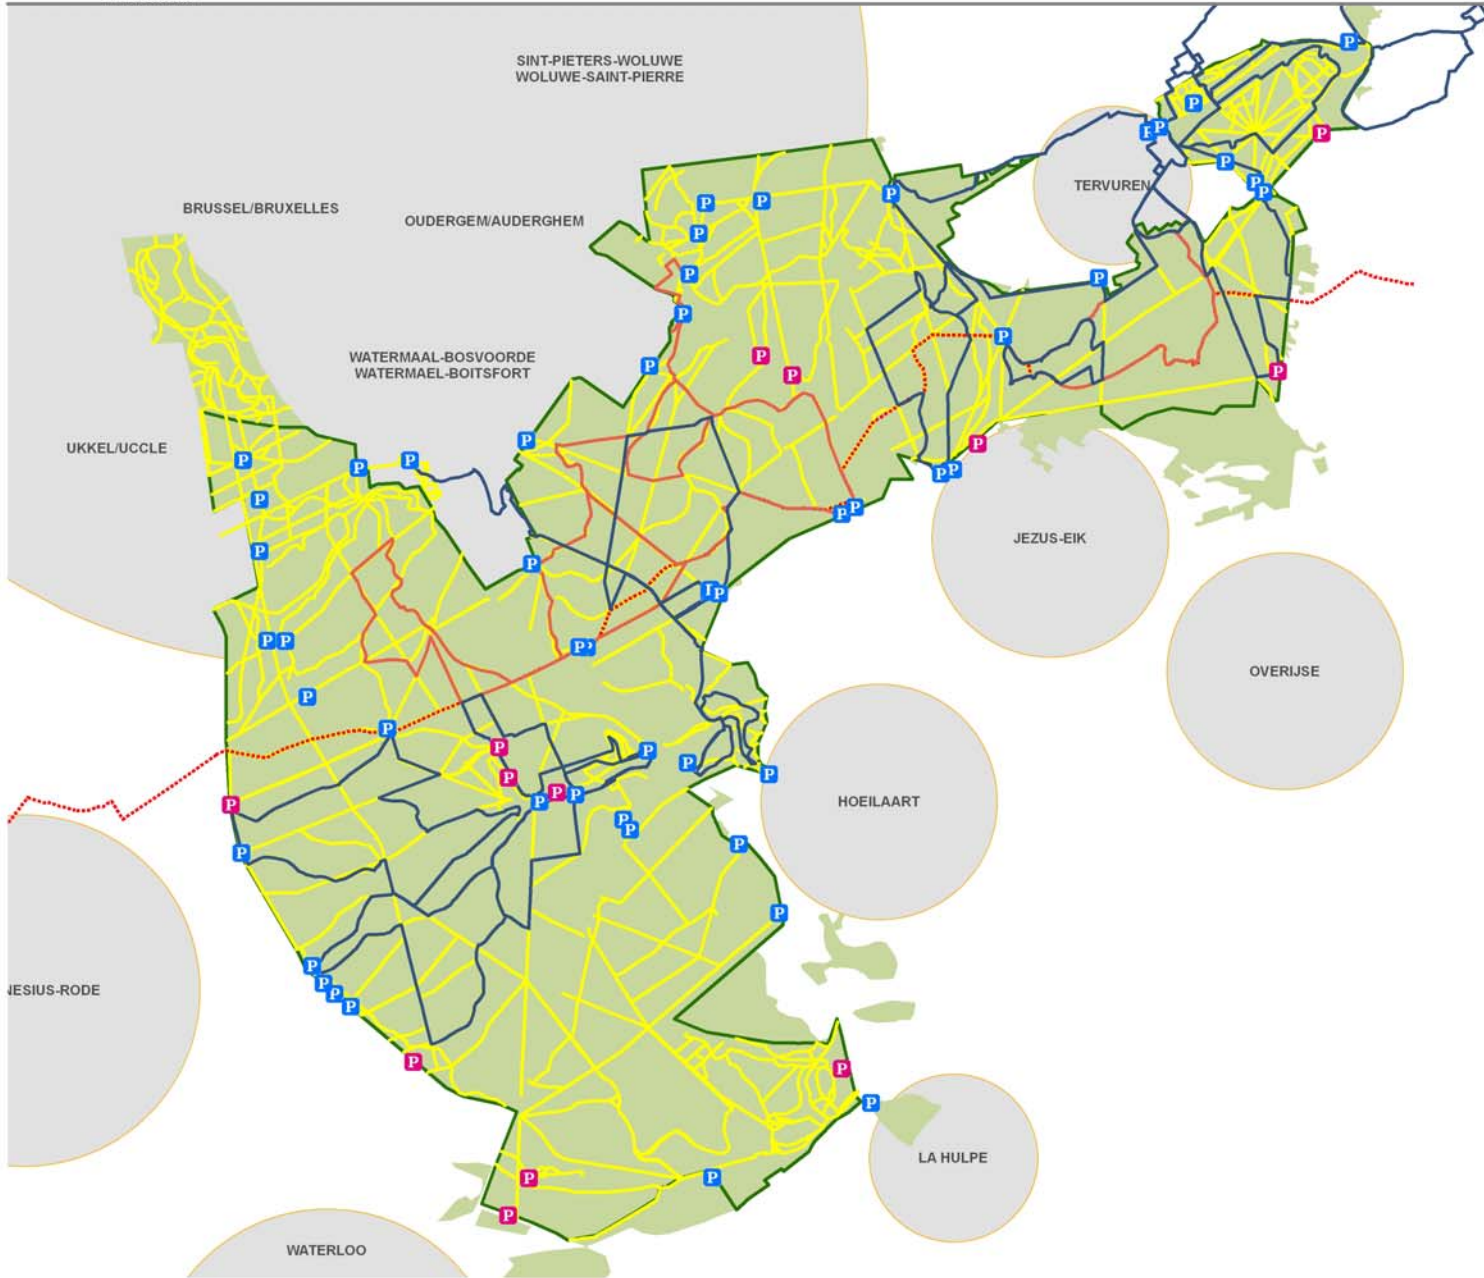 SINT-PIETERS-WOLUWE
WOLUWE-SAINT-PIERRE
TERVUREN
BRUSSEL/BRUXELLES
OUDERGEM/AUDERGHEM
WATERMAAL-BOSVOORDE
WATERMAEL-BOITSFORT
UKKEL/UCCLE
JEZUS-EIK
OVERIJSE
HOEILAART
NESIUS-RODE
LA HULPE
WATERLOO